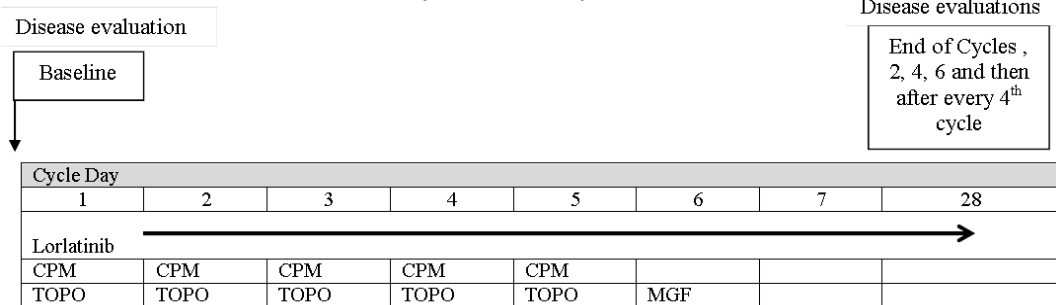 Disease evaluation
Disease evaluations
Baseline
End of Cycles ,
2, 4, 6 and then
after every 4th
cycle
Cycle Day
1 2 3 4 5 6 7 28
Lorlatinib
CPM CPM CPM CPM CPM
TOPO TOPO TOPO TOPO TOPO MGF